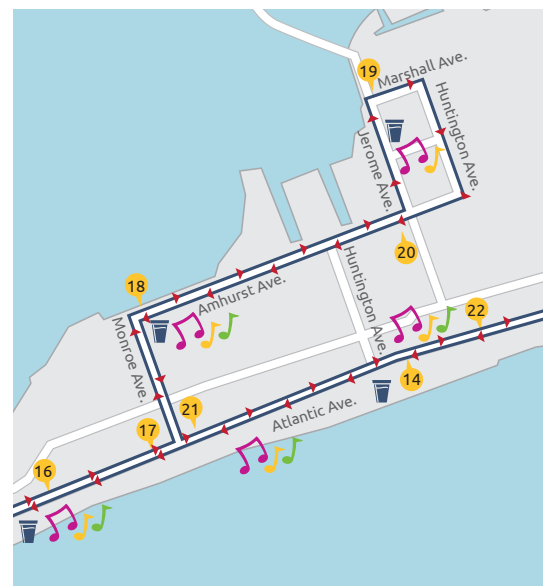 19
Marshall Ave.
Huntington Ave.
Jerome Ave.
20
18
Amhurst Ave.
Huntington Ave.
22
Monroe Ave.
14
21
Atlantic Ave.
17
16